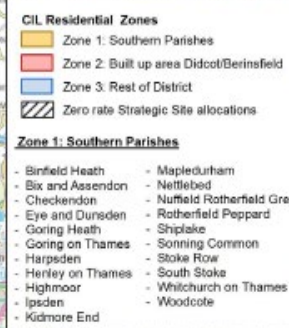 CIL Residential Zones
Zone 1: Southern Parishes
Zone 2: Built up area Didcot/Berinsfield
Zone 3: Rest of District
Zero rate Strategic Site allocations
Zone 1: Southern Parishes
- Binfield Heath
- Bix and Assendon
- Checkendon
- Eye and Dunsden
- Goring Heath
- Goring on Thames
- Harpsden
- Henley on Thames
- Highmoor
- Ipsden
- Kidmore End
- Mapledurham
- Nettlebed
- Nuffield Rotherfield Gre
- Rotherfield Peppard
- Shiplake
- Sonning Common
- Stoke Row
- South Stoke
- Whitchurch on Thames
- Woodcote